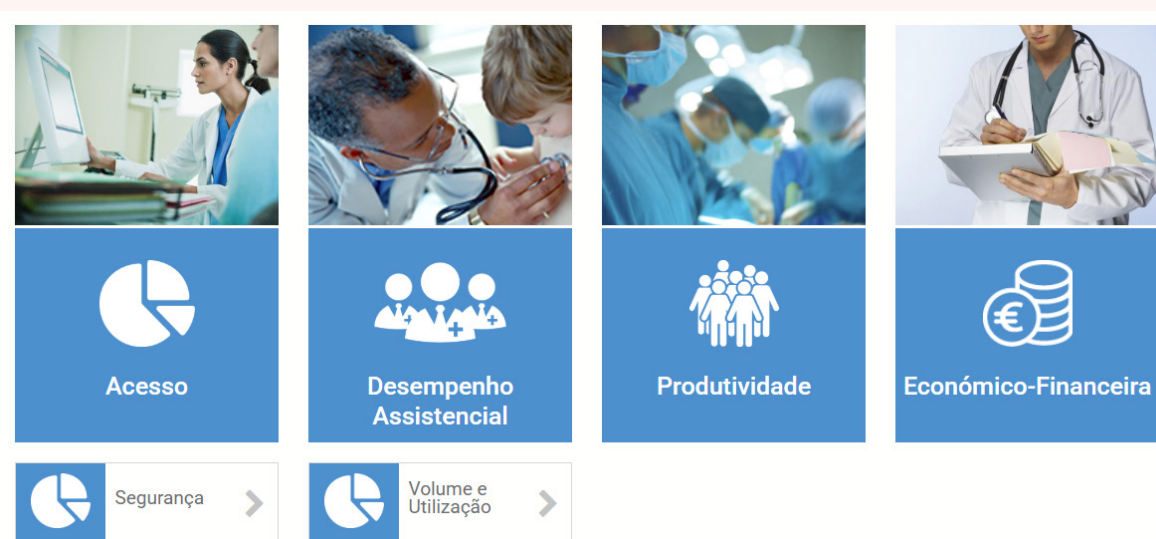 Acesso
Desempenho
Assistencial
Produtividade
Económico-Financeira
Segurança
Volume e
Utilização